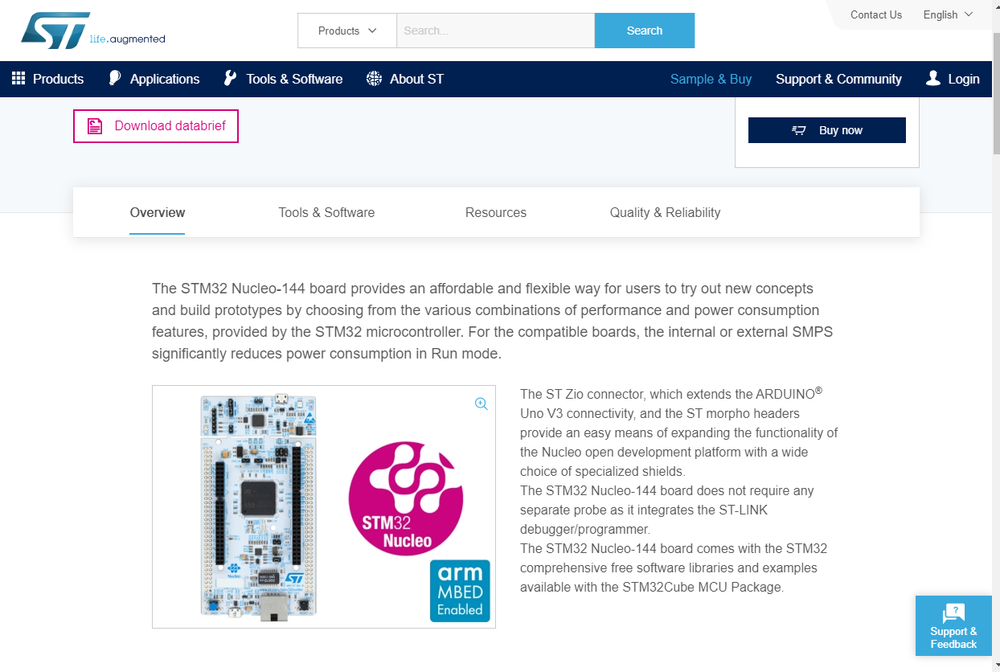 ST life.augmented
Products
Search...
Search
Contact Us
English
Products
Applications
Tools & Software
About ST
Sample & Buy
Support & Community
Login
Download databrief
Buy now
Overview
Tools & Software
Resources
Quality & Reliability
The STM32 Nucleo-144 board provides an affordable and flexible way for users to try out new concepts
and build prototypes by choosing from the various combinations of performance and power consumption
features, provided by the STM32 microcontroller. For the compatible boards, the internal or external SMPS
significantly reduces power consumption in Run mode.
STM32
Nucleo
arm
MBED
Enabled
Nucleo
ST
The ST Zio connector, which extends the ARDUINO®
Uno V3 connectivity, and the ST morpho headers
provide an easy means of expanding the functionality of
the Nucleo open development platform with a wide
choice of specialized shields.
The STM32 Nucleo-144 board does not require any
separate probe as it integrates the ST-LINK
debugger/programmer.
The STM32 Nucleo-144 board comes with the STM32
comprehensive free software libraries and examples
available with the STM32Cube MCU Package.
?
Support &
Feedback